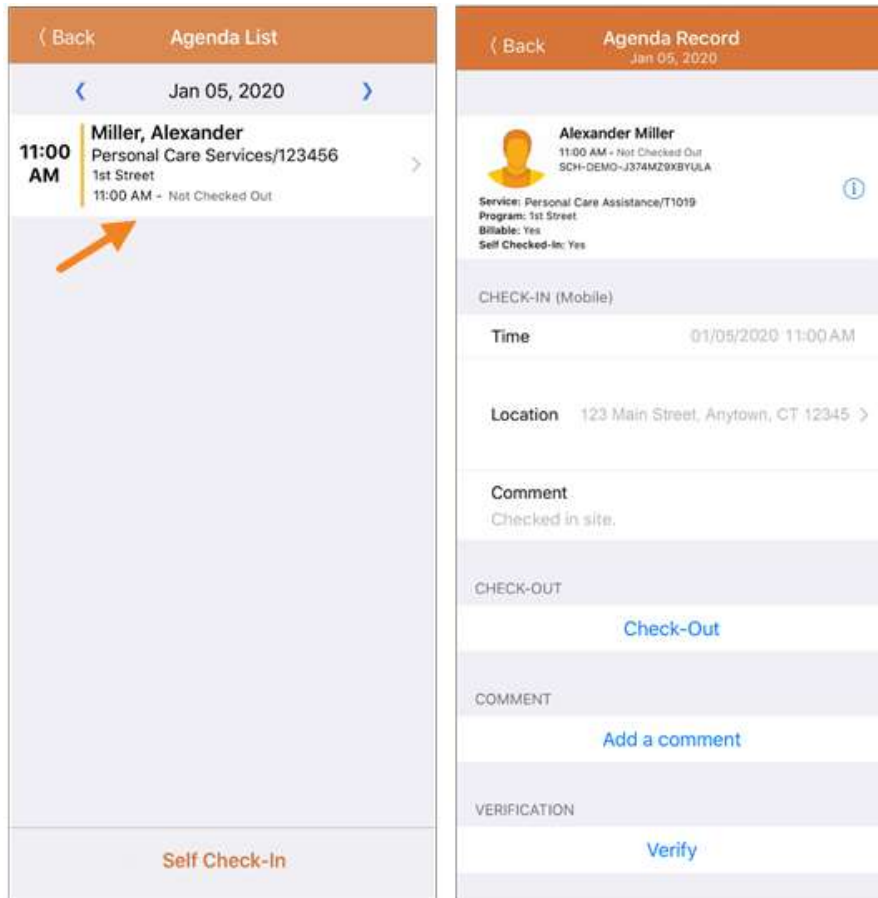 Back
Agenda List
Jan 05, 2020
11:00
AM
Miller, Alexander
Personal Care Services/123456
1st Street
11:00 AM - Not Checked Out
Self Check-In
Back
Agenda Record
Jan 05, 2020
Alexander Miller
11:00 AM - Not Checked Out
SCH-DEMO-J374MZ9XBYULA
Service: Personal Care Assistance/T1019
Program: 1st Street
Billable: Yes
Self Checked-In: Yes
CHECK-IN (Mobile)
Time 01/05/2020 11:00 AM
Location 123 Main Street, Anytown, CT 12345
Comment
Checked in site.
CHECK-OUT
Check-Out
COMMENT
Add a comment
VERIFICATION
Verify